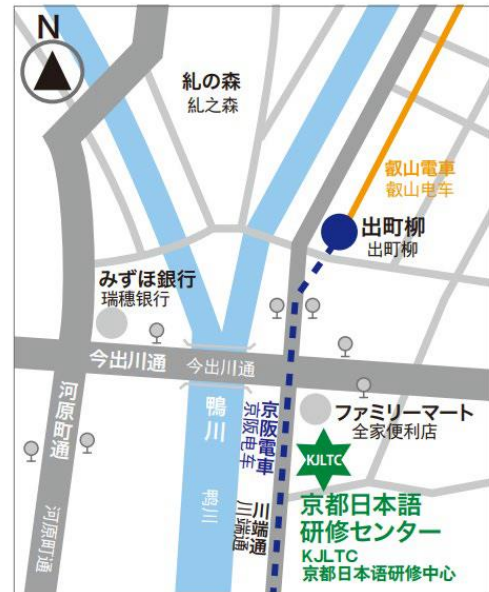 N
糺の森
糺之森
叡山電車
叡山电车
出町柳
出町柳
みずほ銀行
瑞穗银行
今出川通
今出川通
河原町通
河原町通
鴨川
鸭川
京阪電車
京阪电车
川端通
川端通
ファミリーマート
全家便利店
KJLTC
京都日本語
研修センター
KJLTC
京都日本语研修中心